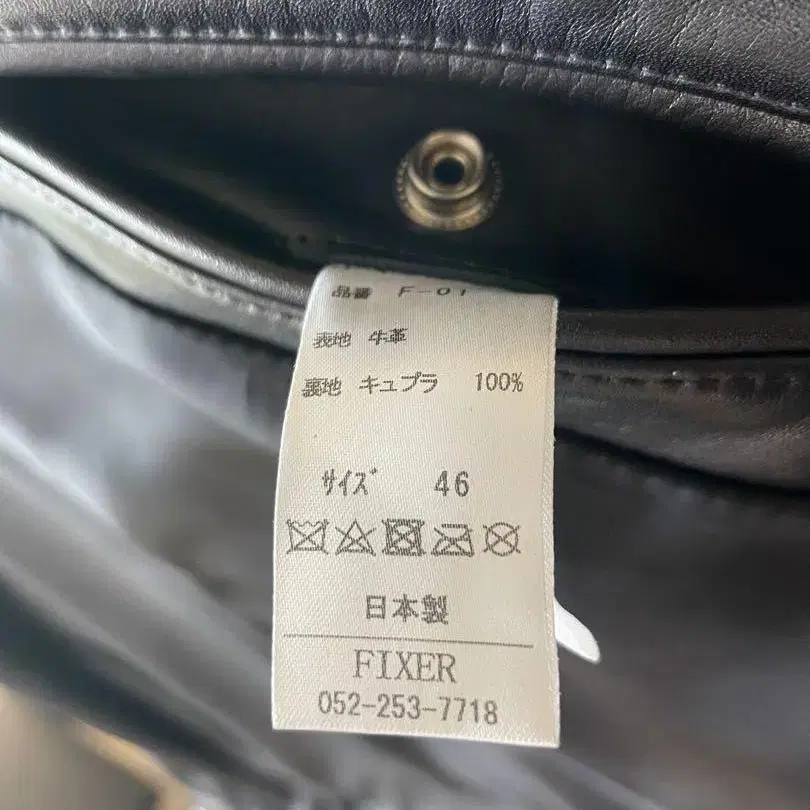 品番 F-01
表地 牛革
裏地 キュプラ 100%
サイズ 46
日本製
FIXER
052-253-7718